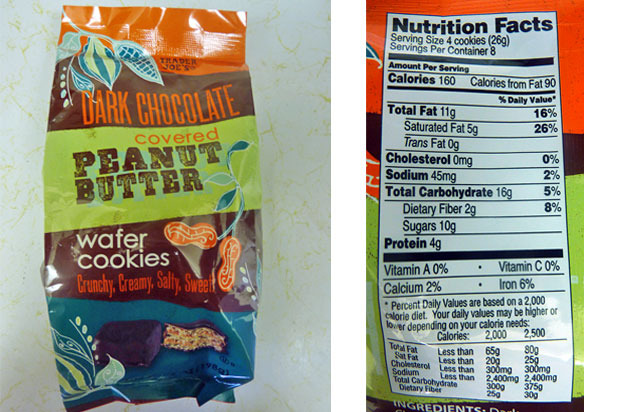 TRADER
JOE'S
DARK CHOCOLATE
covered
PEANUT
BUTTER
wafer
cookies
Crunchy, Creamy, Salty, Sweet
Nutrition Facts
Serving Size 4 cookies (26g)
Servings Per Container 8
Amount Per Serving
Calories 160 Calories from Fat 90
% Daily Value*
Total Fat 11g 16%
Saturated Fat 5g 26%
Trans Fat 0g
Cholesterol 0mg 0%
Sodium 45mg 2%
Total Carbohydrate 16g 5%
Dietary Fiber 2g 8%
Sugars 10g
Protein 4g
Vitamin A 0% • Vitamin C 0%
Calcium 2% • Iron 6%
* Percent Daily Values are based on a 2,000
calorie diet. Your daily values may be higher or
lower depending on your calorie needs:
Calories: 2,000 2,500
Total Fat Less than 65g 80g
Sat Fat Less than 20g 25g
Cholesterol Less than 300mg 300mg
Sodium Less than 2,400mg 2,400mg
Total Carbohydrate 300g 375g
Dietary Fiber 25g 30g
INGREDIENTS: